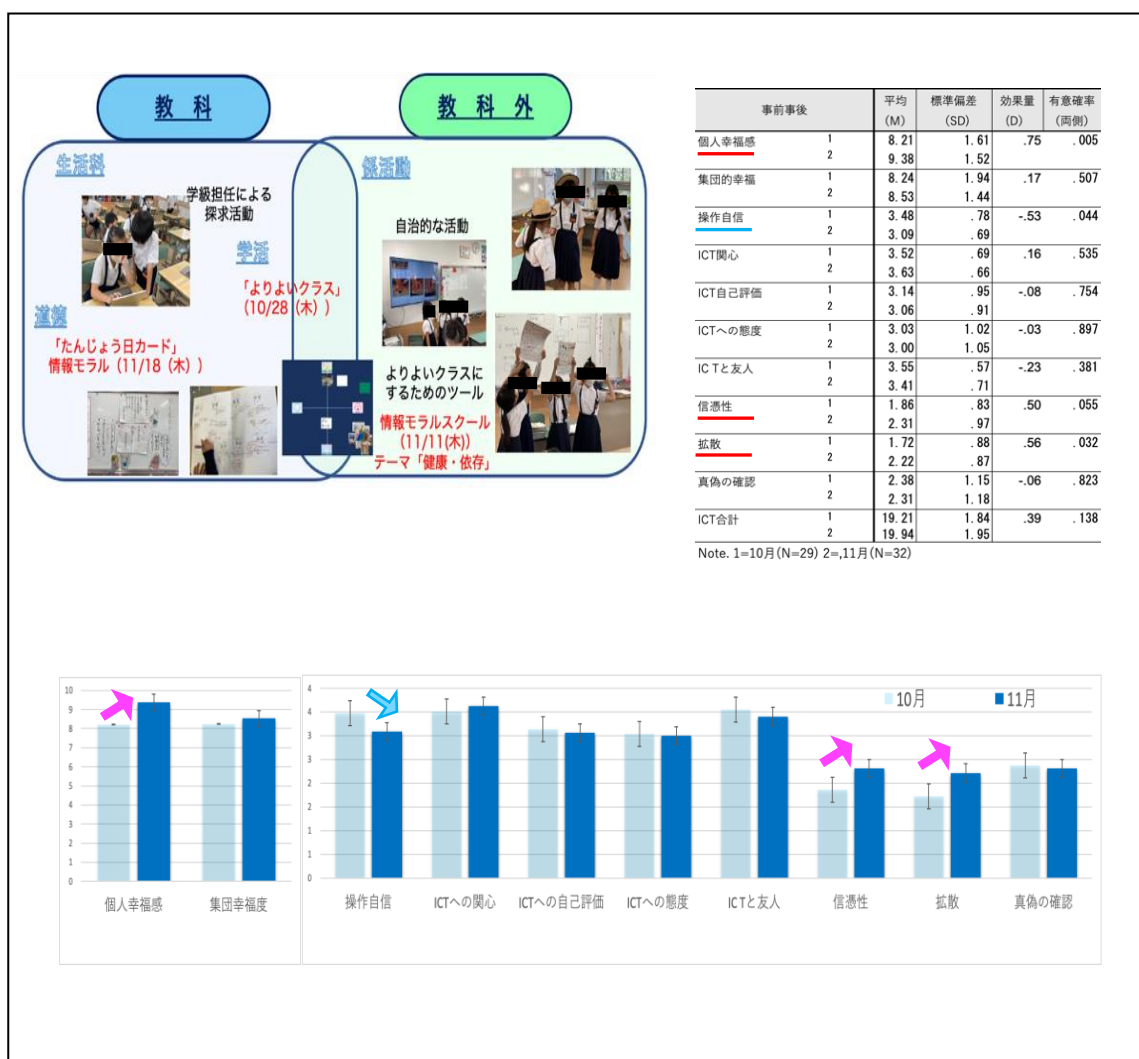 教 科
教 科 外
生活科
学級担任による
探求活動
学活
「よりよいクラス」
(10/28(木))
道徳
「たんじょう日カード」
情報モラル(11/18(木))
係活動
自治的な活動
よりよいクラスに
するためのツール
情報モラルスクール
(11/11(木))
テーマ「健康・依存」
事前事後 平均 標準偏差 効果量 有意確率
(M) (SD) (D) (両側)
個人幸福感 1 8.21 1.61 .75 .005
2 9.38 1.52
集団的幸福 1 8.24 1.94 .17 .507
2 8.53 1.44
操作自信 1 3.48 .78 -.53 .044
2 3.09 .69
ICT関心 1 3.52 .69 .16 .535
2 3.63 .66
ICT自己評価 1 3.14 .95 -.08 .754
2 3.06 .91
ICTへの態度 1 3.03 1.02 -.03 .897
2 3.00 1.05
IC Tと友人 1 3.55 .57 -.23 .381
2 3.41 .71
信憑性 1 1.86 .83 .50 .055
2 2.31 .97
拡散 1 1.72 .88 .56 .032
2 2.22 .87
真偽の確認 1 2.38 1.15 -.06 .823
2 2.31 1.18
ICT合計 1 19.21 1.84 .39 .138
2 19.94 1.95
Note. 1=10月(N=29) 2=,11月(N=32)
10
9
8
7
6
5
4
3
2
1
0
個人幸福感 集団幸福度
4
4
3
3
2
2
1
1
0
10月 11月
操作自信 ICTへの関心 ICTへの自己評価 ICTへの態度 IC Tと友人 信憑性 拡散 真偽の確認